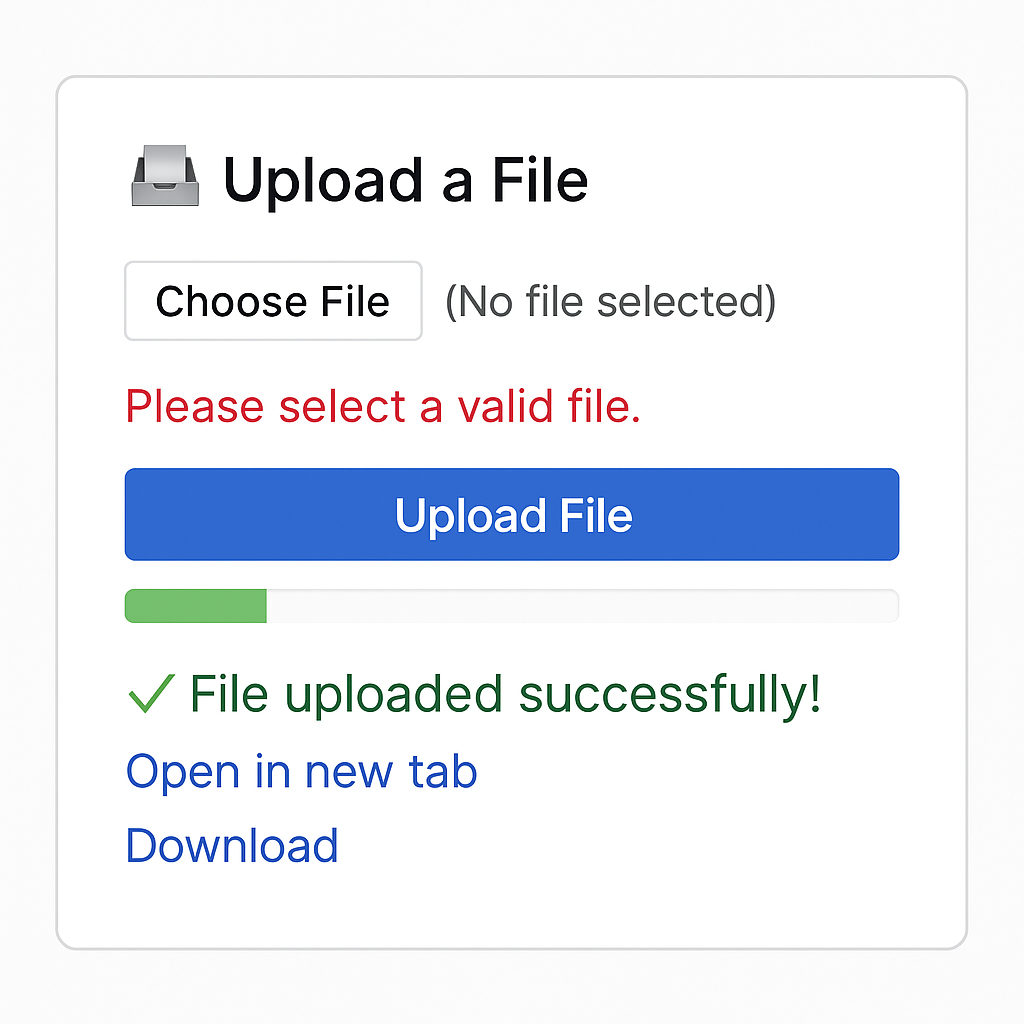 Upload a File
Choose File (No file selected)
Please select a valid file.
Upload File
File uploaded successfully!
Open in new tab
Download